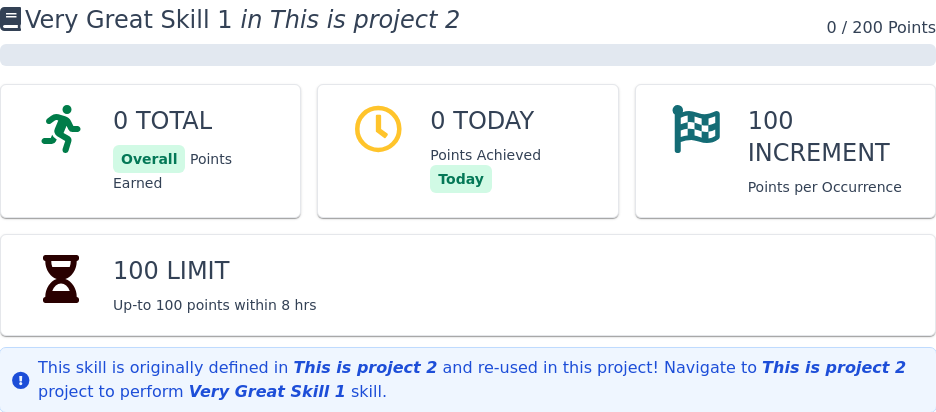 Very Great Skill 1 in This is project 2
0 / 200 Points
0 TOTAL
Overall Points
Earned
0 TODAY
Points Achieved
Today
100
INCREMENT
Points per Occurrence
100 LIMIT
Up-to 100 points within 8 hrs
This skill is originally defined in This is project 2 and re-used in this project! Navigate to This is project 2
project to perform Very Great Skill 1 skill.